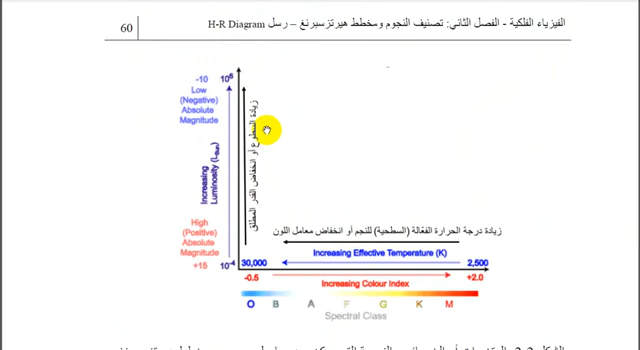 الفيزياء الفلكية - الفصل الثاني: تصنيف النجوم ومخطط هيرتزسبرنغ – رسل H-R Diagram
60
-10 10⁶
Low
(Negative)
Absolute
Magnitude
Increasing
Luminosity (Lsun)
زيادة السطوع أو انخفاض القدر المطلق
High
(Positive)
Absolute
Magnitude
+15 10⁻⁴
زيادة درجة الحرارة الفعّالة (السطحية) للنجم أو انخفاض معامل اللون
30,000 Increasing Effective Temperature (K) 2,500
-0.5 Increasing Colour Index +2.0
O B A F G K M
Spectral Class